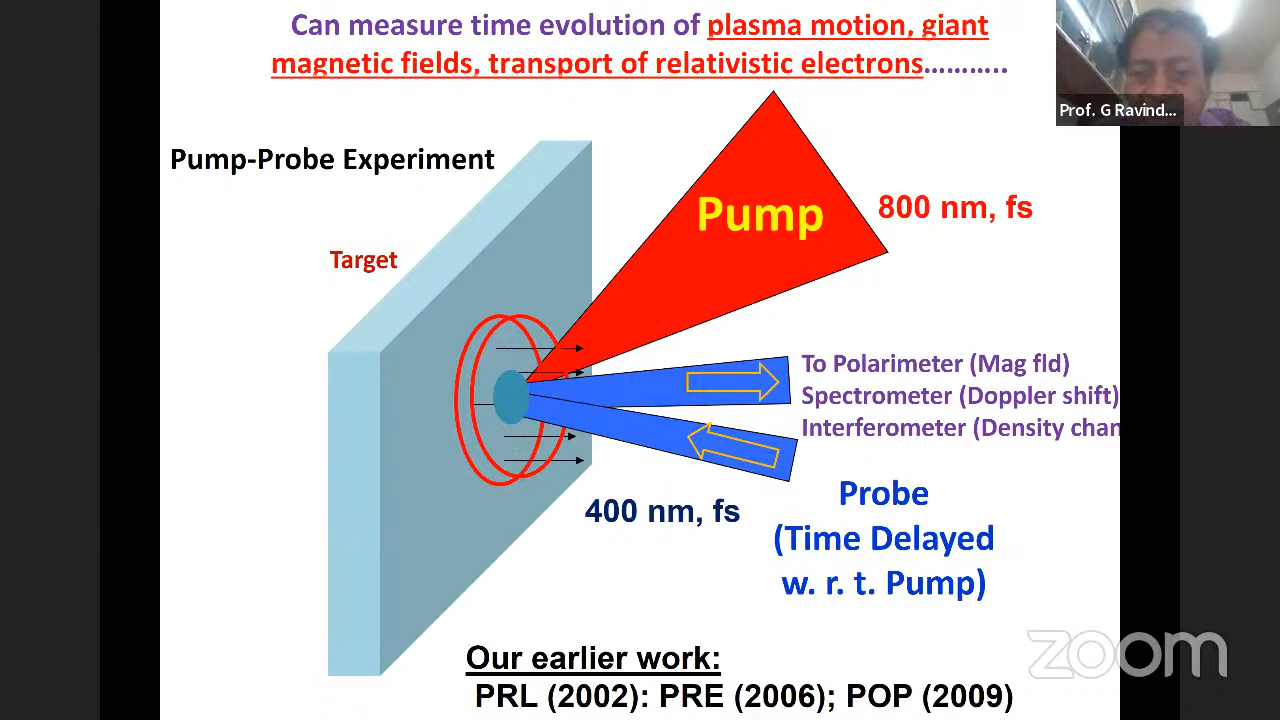 Can measure time evolution of plasma motion, giant
magnetic fields, transport of relativistic electrons………..
Prof. G Ravind...
Pump-Probe Experiment
Pump
800 nm, fs
Target
To Polarimeter (Mag fld)
Spectrometer (Doppler shift)
Interferometer (Density chan
400 nm, fs
Probe
(Time Delayed
w. r. t. Pump)
zoom
Our earlier work:
PRL (2002): PRE (2006); POP (2009)